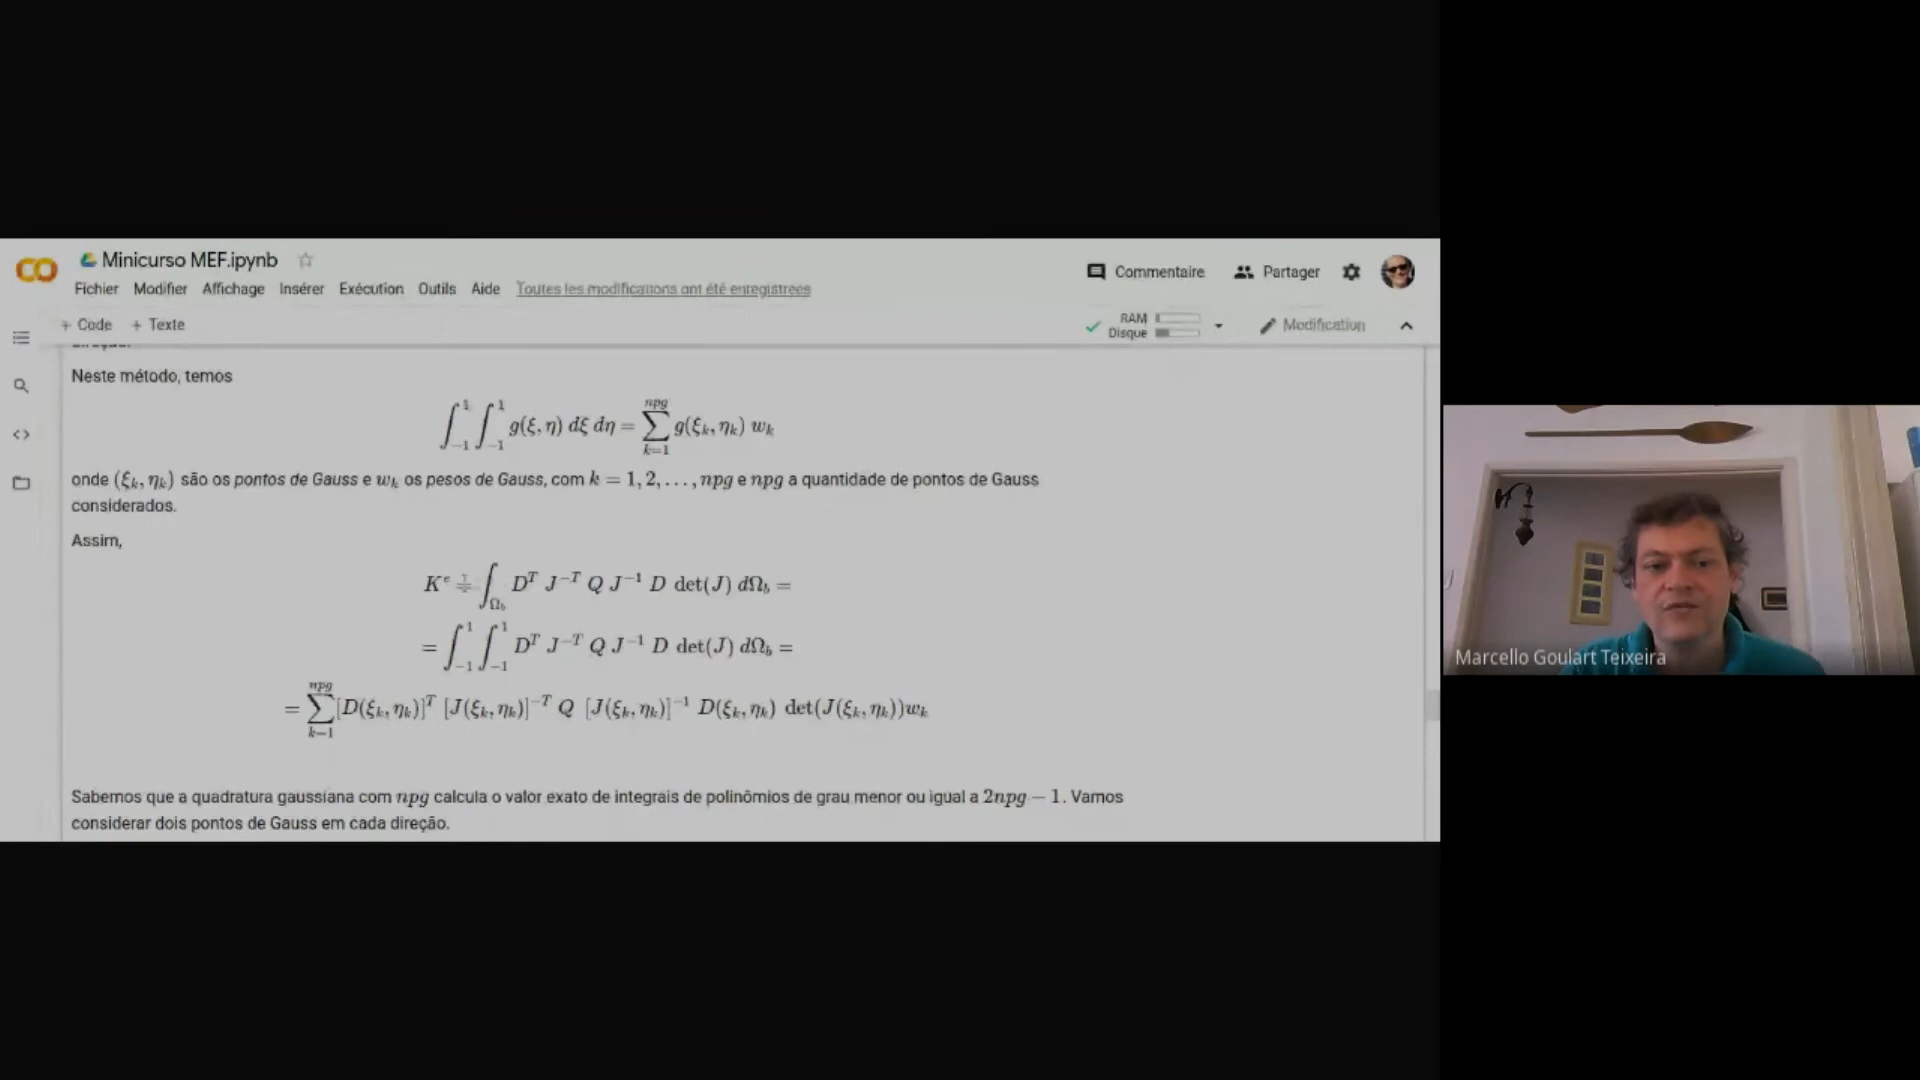 Minicurso MEF.ipynb
Fichier Modifier Affichage Insérer Exécution Outils Aide Toutes les modifications ont été enregistrées
Commentaire Partager
+ Code + Texte
RAM
Disque
Modification
Neste método, temos
∫_{-1}^{1} ∫_{-1}^{1} g(ξ, η) dξ dη = ∑_{k=1}^{npg} g(ξ_k, η_k) w_k
onde (ξ_k, η_k) são os pontos de Gauss e w_k os pesos de Gauss, com k = 1, 2, . . . , npg e npg a quantidade de pontos de Gauss
considerados.
Assim,
K^e = ∫_{Ω_b} D^T J^{-T} Q J^{-1} D det(J) dΩ_b =
= ∫_{-1}^{1} ∫_{-1}^{1} D^T J^{-T} Q J^{-1} D det(J) dΩ_b =
= ∑_{k=1}^{npg} [D(ξ_k, η_k)]^T [J(ξ_k, η_k)]^{-T} Q [J(ξ_k, η_k)]^{-1} D(ξ_k, η_k) det(J(ξ_k, η_k))w_k
Sabemos que a quadratura gaussiana com npg calcula o valor exato de integrais de polinômios de grau menor ou igual a 2npg − 1. Vamos
considerar dois pontos de Gauss em cada direção.
Marcello Goulart Teixeira